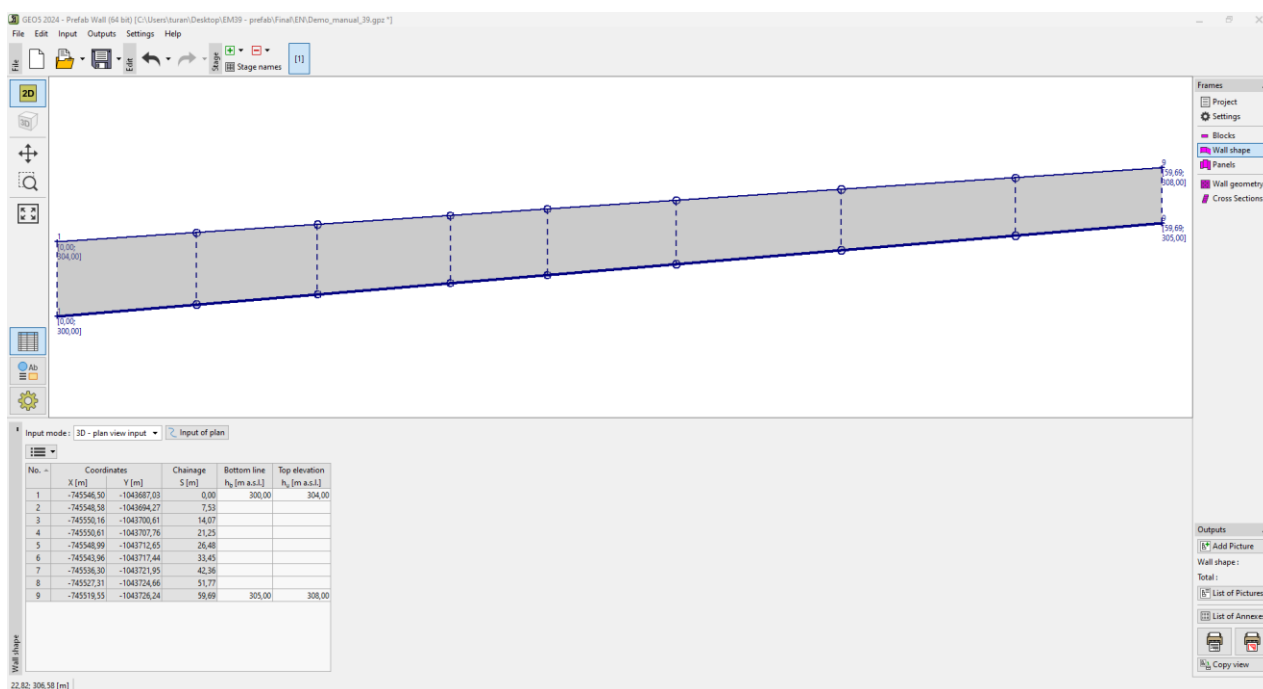 GEO5 2024 - Prefab Wall (64 bit) [C:\Users\turan\Desktop\EM39 - prefab\Final\EN\Demo_manual_39.gpz *]
File Edit Input Outputs Settings Help
File
Edit
Stage
Stage names
[1]
2D
3D
Ab
1
[0,00;
304,00]
[0,00;
300,00]
9
[59,69;
308,00]
[59,69;
305,00]
Frames
Project
Settings
Blocks
Wall shape
Panels
Wall geometry
Cross Sections
Input mode: 3D - plan view input Input of plan
No. Coordinates Chainage Bottom line Top elevation
X [m] Y [m] S [m] hb [m a.s.l.] hu [m a.s.l.]
1 -745546,50 -1043687,03 0,00 300,00 304,00
2 -745548,58 -1043694,27 7,53
3 -745550,16 -1043700,61 14,07
4 -745550,61 -1043707,76 21,25
5 -745548,99 -1043712,65 26,48
6 -745543,96 -1043717,44 33,45
7 -745536,30 -1043721,95 42,36
8 -745527,31 -1043724,66 51,77
9 -745519,55 -1043726,24 59,69 305,00 308,00
Wall shape
Outputs
Add Picture
Wall shape :
Total :
List of Pictures
List of Annexe
Copy view
22,82; 306,58 [m]